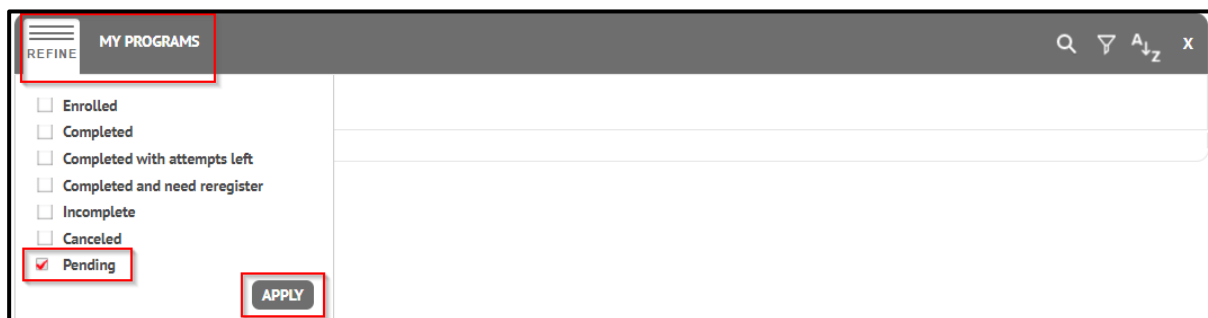 REFINE MY PROGRAMS A Z X
Enrolled
Completed
Completed with attempts left
Completed and need reregister
Incomplete
Canceled
Pending
APPLY